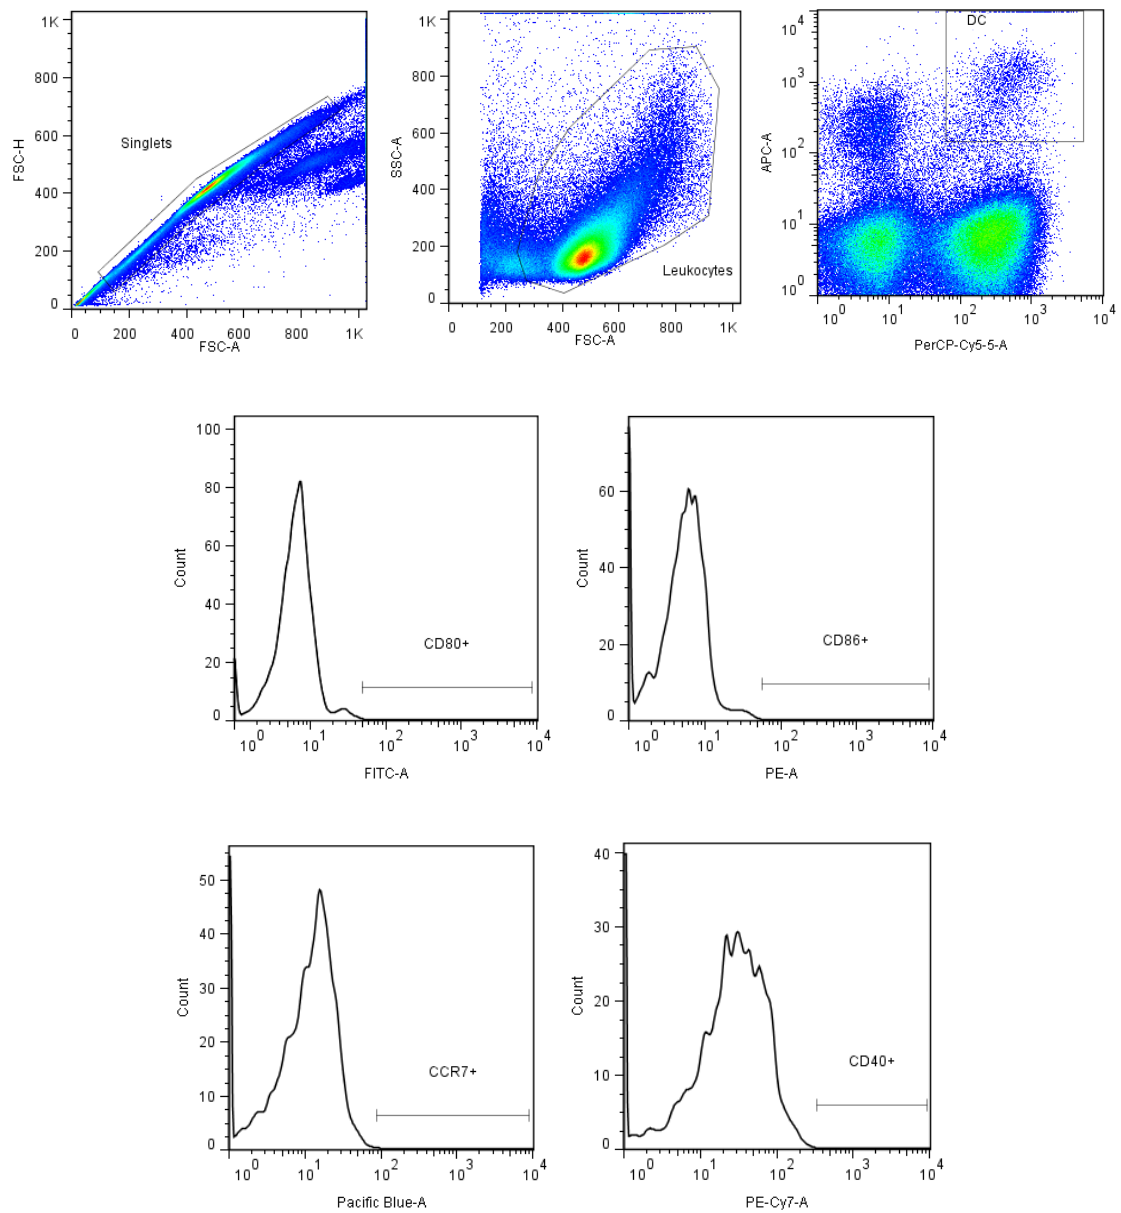 1K
800
600
400
200
0
FSC-H
Singlets
0 200 400 600 800 1K
FSC-A
1K
800
600
400
200
0
SSC-A
Leukocytes
0 200 400 600 800 1K
FSC-A
10^4
10^3
10^2
10^1
10^0
APC-A
DC
10^0 10^1 10^2 10^3 10^4
PerCP-Cy5-5-A
100
80
60
40
20
0
Count
CD80+
10^0 10^1 10^2 10^3 10^4
FITC-A
60
40
20
0
Count
CD86+
10^0 10^1 10^2 10^3 10^4
PE-A
50
40
30
20
10
0
Count
CCR7+
10^0 10^1 10^2 10^3 10^4
Pacific Blue-A
40
30
20
10
0
Count
CD40+
10^0 10^1 10^2 10^3 10^4
PE-Cy7-A